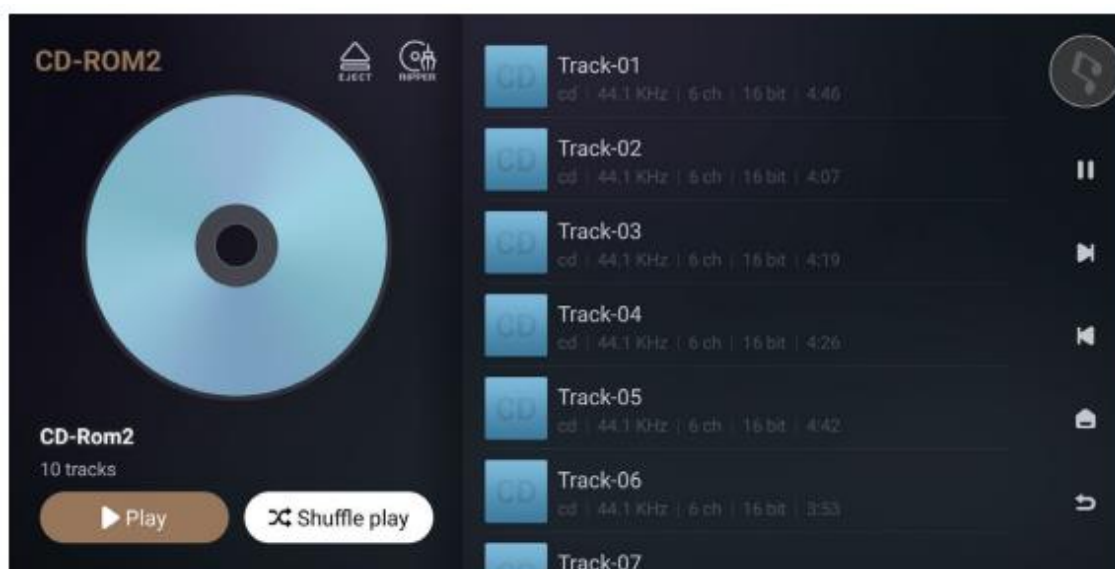 CD-ROM2
EJECT
RIPPER
CD-Rom2
10 tracks
Play
Shuffle play
CD
Track-01
cd | 44.1 KHz | 6 ch | 16 bit | 4:46
CD
Track-02
cd | 44.1 KHz | 6 ch | 16 bit | 4:07
CD
Track-03
cd | 44.1 KHz | 6 ch | 16 bit | 4:19
CD
Track-04
cd | 44.1 KHz | 6 ch | 16 bit | 4:26
CD
Track-05
cd | 44.1 KHz | 6 ch | 16 bit | 4:42
CD
Track-06
cd | 44.1 KHz | 6 ch | 16 bit | 3:53
Track-07